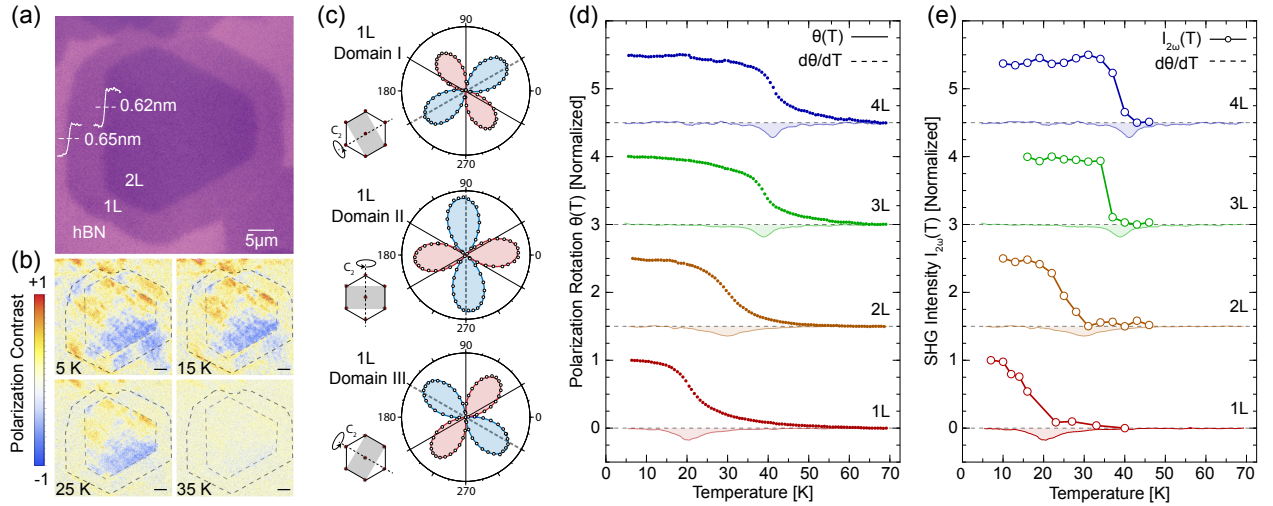 (a)
0.62nm
0.65nm
2L
1L
hBN
5μm
(b)
+1
Polarization Contrast
-1
5 K
15 K
25 K
35 K
(c)
1L
Domain I
90
180
0
270
C2
1L
Domain II
90
180
0
270
C2
1L
Domain III
90
180
0
270
C2
(d)
θ(T)
dθ/dT
4L
3L
2L
1L
5
4
3
2
1
0
Polarization Rotation θ(T) [Normalized]
0 10 20 30 40 50 60 70
Temperature [K]
(e)
I2ω(T)
dθ/dT
4L
3L
2L
1L
5
4
3
2
1
0
SHG Intensity I2ω(T) [Normalized]
0 10 20 30 40 50 60 70
Temperature [K]